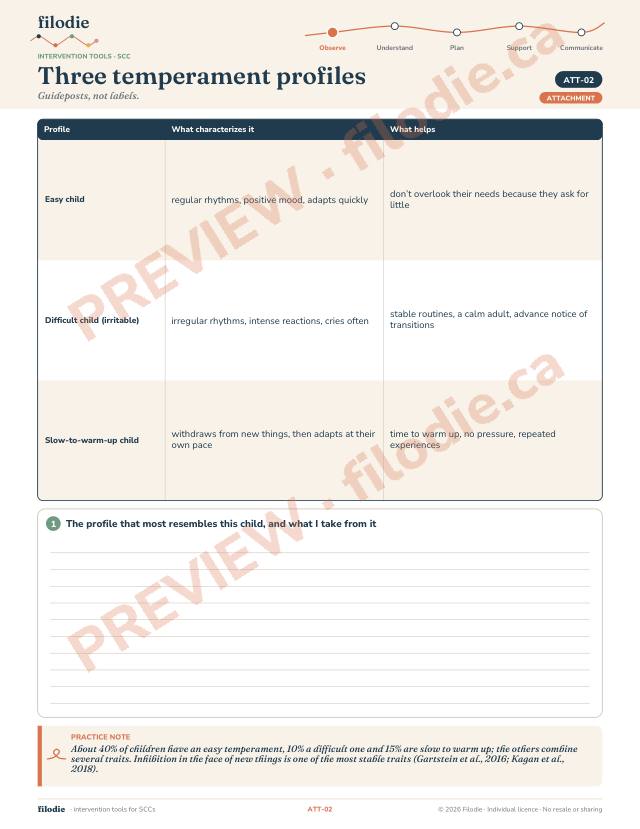 filodie
INTERVENTION TOOLS · SCC
Observe
Understand
Plan
Support
Communicate
Three temperament profiles
Guideposts, not labels.
ATT-02
ATTACHMENT
Profile
What characterizes it
What helps
Easy child
regular rhythms, positive mood, adapts quickly
don't overlook their needs because they ask for
little
Difficult child (irritable)
irregular rhythms, intense reactions, cries often
stable routines, a calm adult, advance notice of
transitions
Slow-to-warm-up child
withdraws from new things, then adapts at their
own pace
time to warm up, no pressure, repeated
experiences
PREVIEW · filodie.ca
PREVIEW · filodie.ca
1 The profile that most resembles this child, and what I take from it
PRACTICE NOTE
About 40% of children have an easy temperament, 10% a difficult one and 15% are slow to warm up; the others combine
several traits. Inhibition in the face of new things is one of the most stable traits (Gartstein et al., 2016; Kagan et al.,
2018).
filodie · intervention tools for SCCs
ATT-02
© 2026 Filodie · Individual licence · No resale or sharing